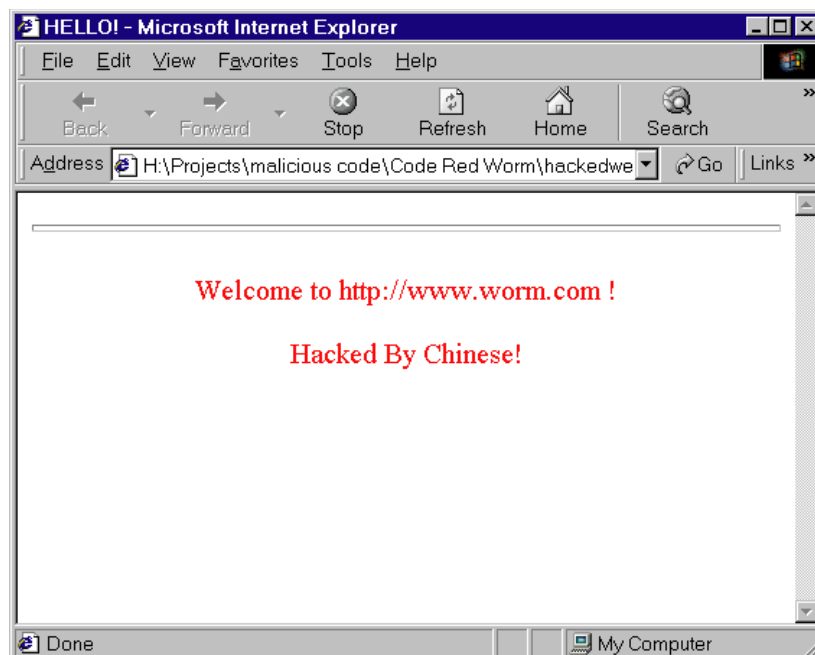 HELLO! - Microsoft Internet Explorer
File Edit View Favorites Tools Help
Back Forward Stop Refresh Home Search »
Address H:\Projects\malicious code\Code Red Worm\hackedwe Go Links »
Welcome to http://www.worm.com !
Hacked By Chinese!
Done My Computer